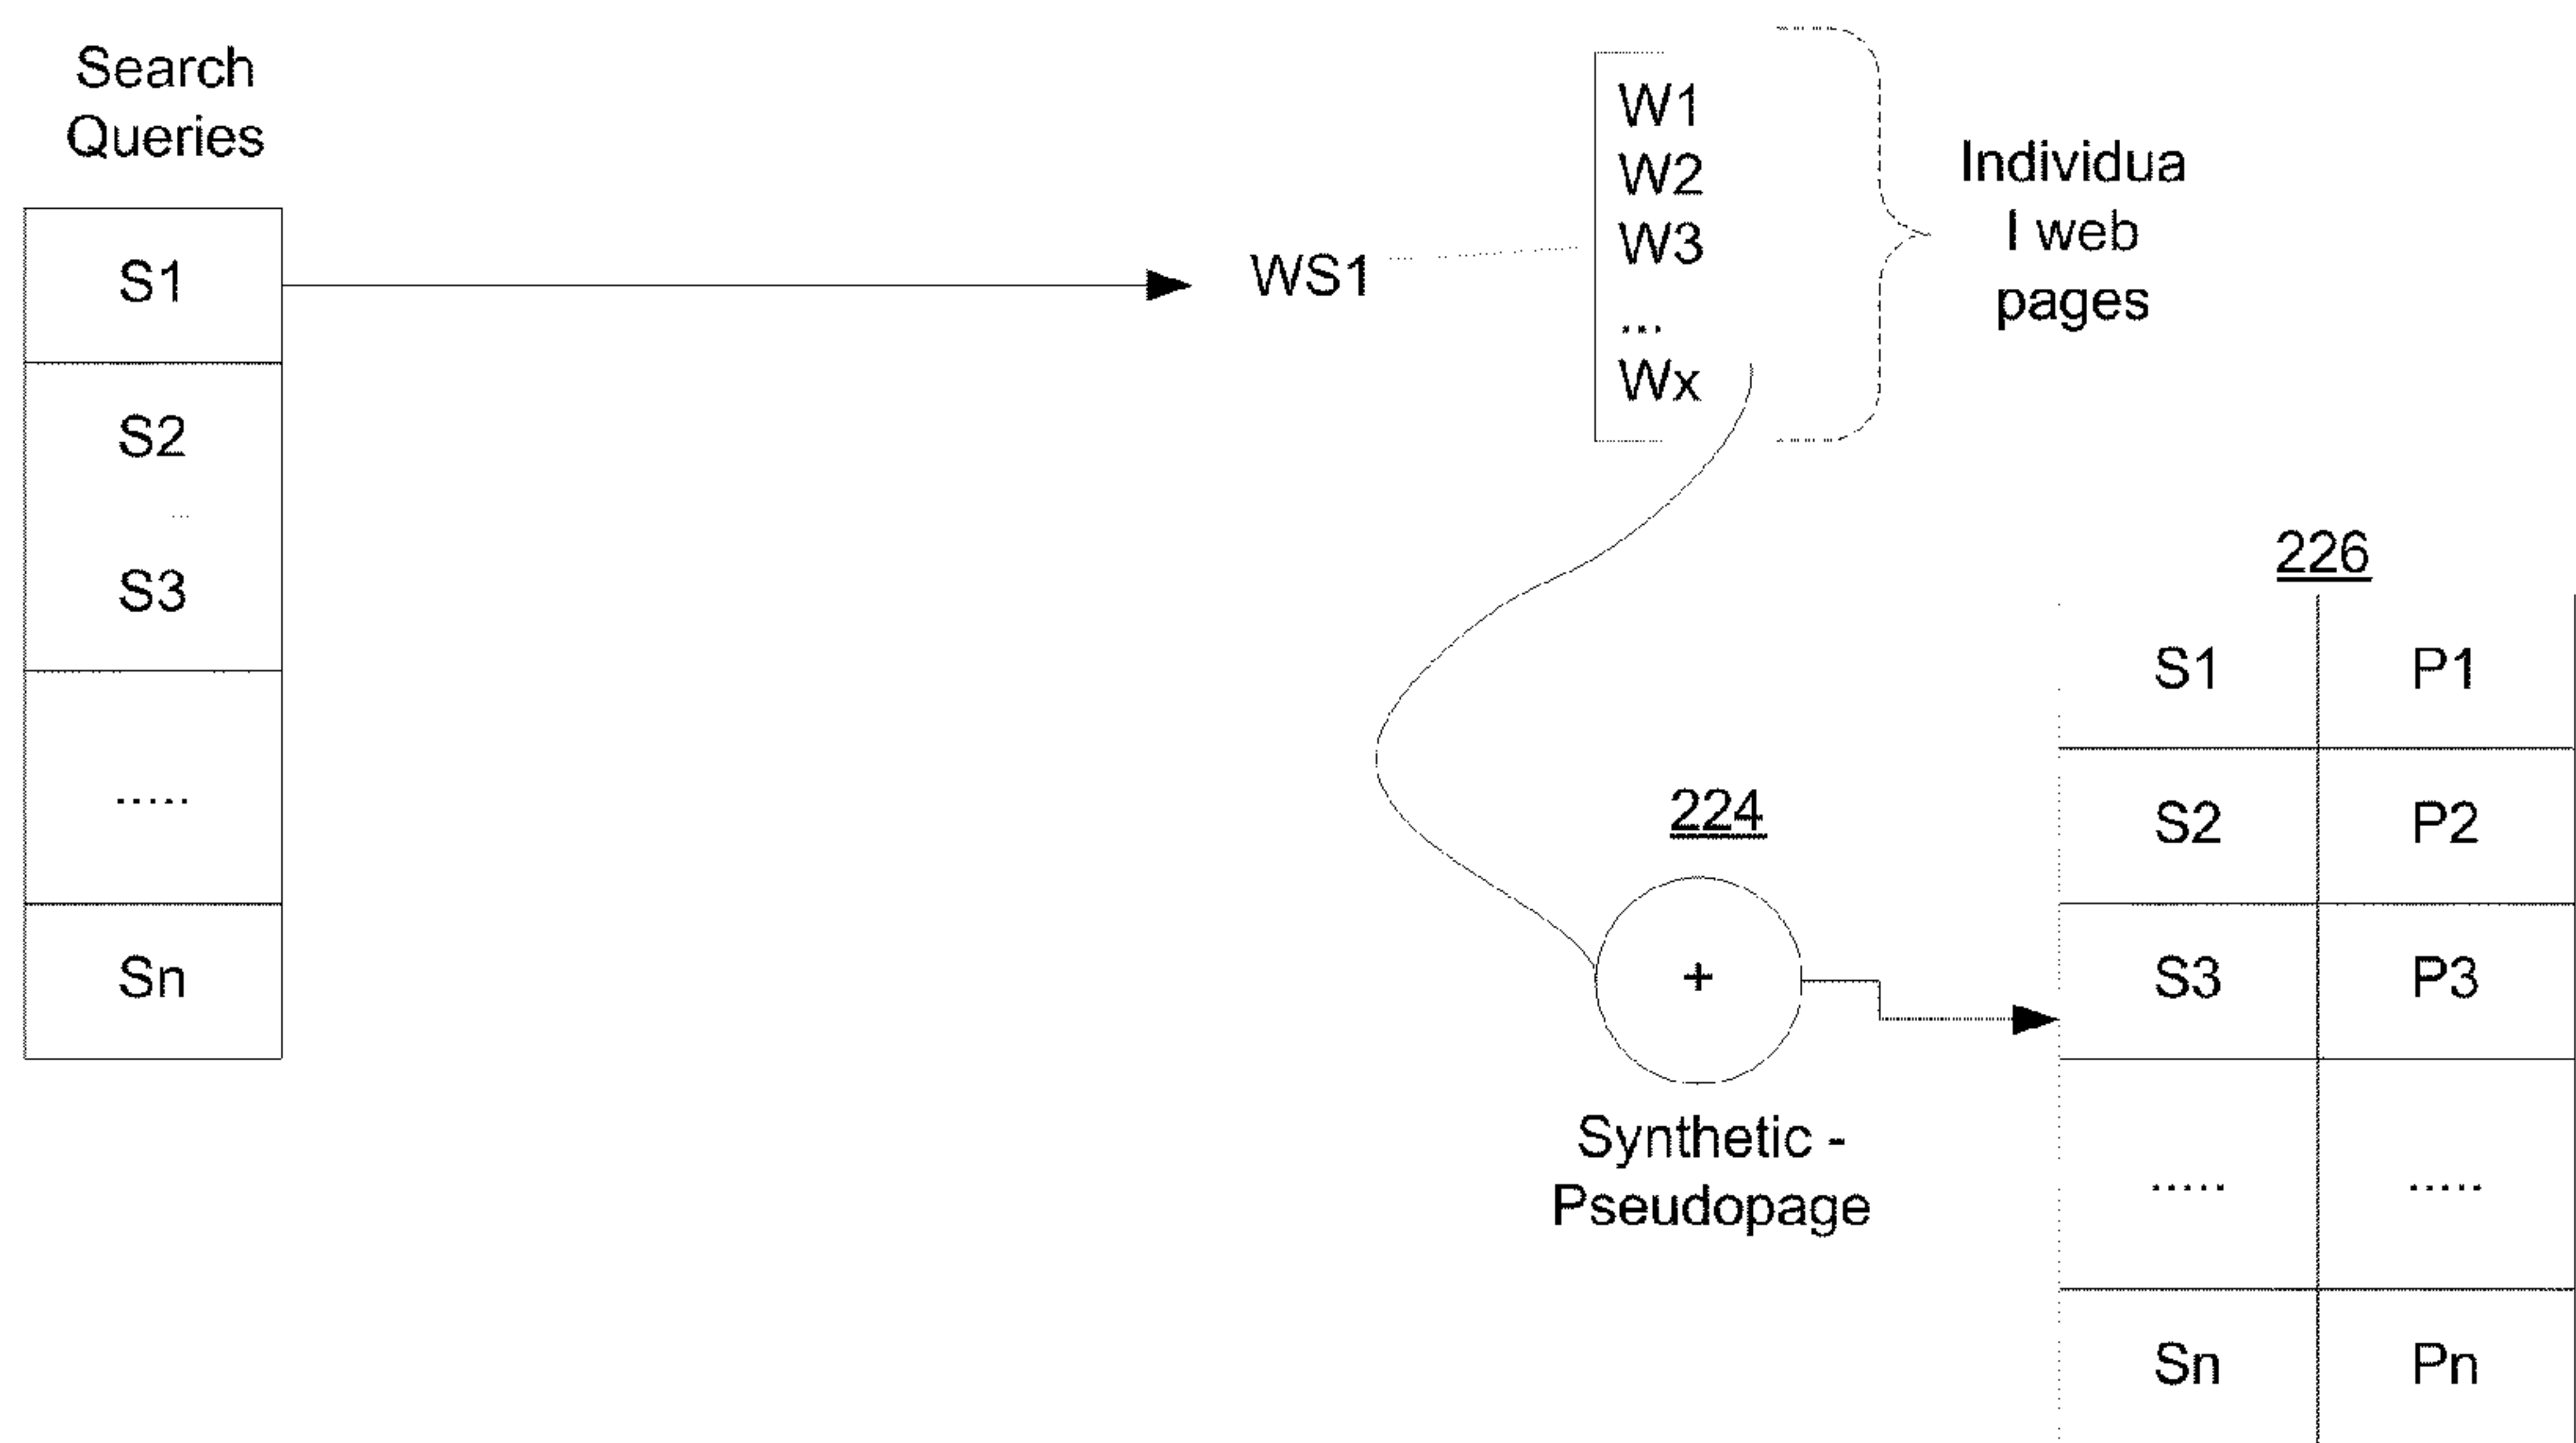 Search
Queries
S1
S2
...
S3
.....
Sn
WS1
W1
W2
W3
...
Wx
Individua
l web
pages
224
+
Synthetic -
Pseudopage
226
S1 P1
S2 P2
S3 P3
..... .....
Sn Pn